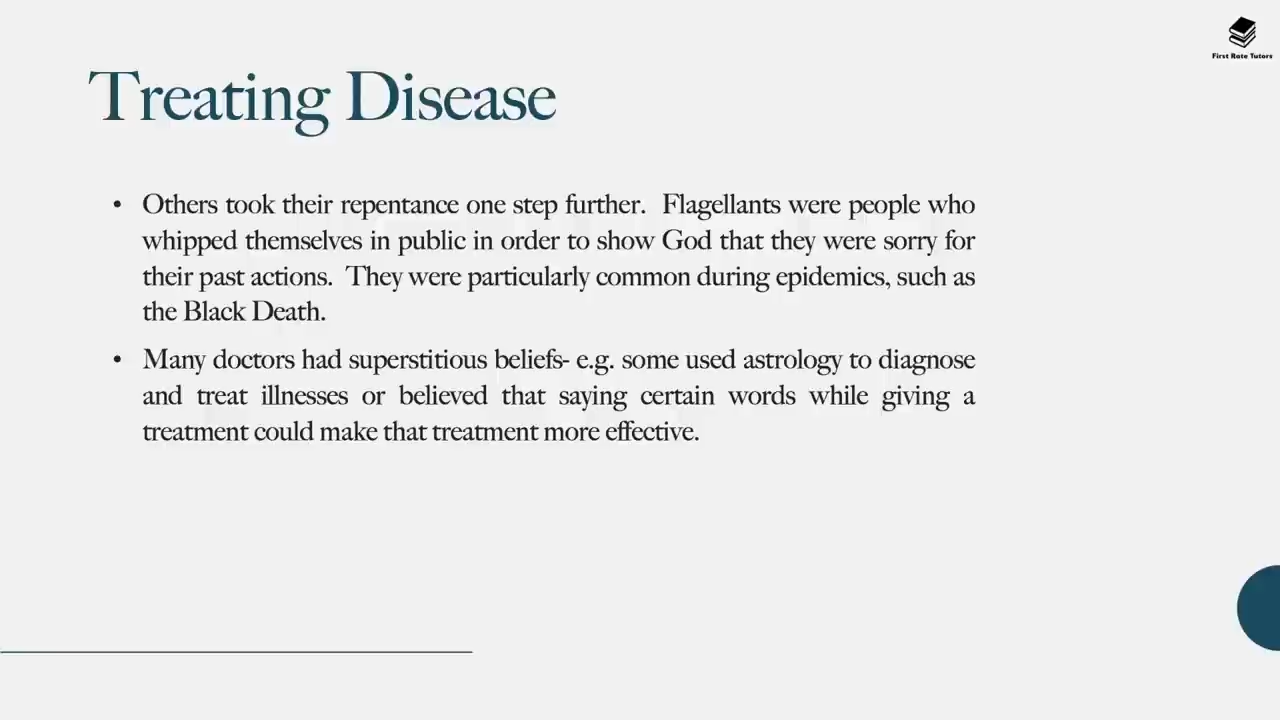 First Rate Tutors
Treating Disease
• Others took their repentance one step further.  Flagellants were people who
whipped themselves in public in order to show God that they were sorry for
their past actions.  They were particularly common during epidemics, such as
the Black Death.
• Many doctors had superstitious beliefs- e.g. some used astrology to diagnose
and treat illnesses or believed that saying certain words while giving a
treatment could make that treatment more effective.